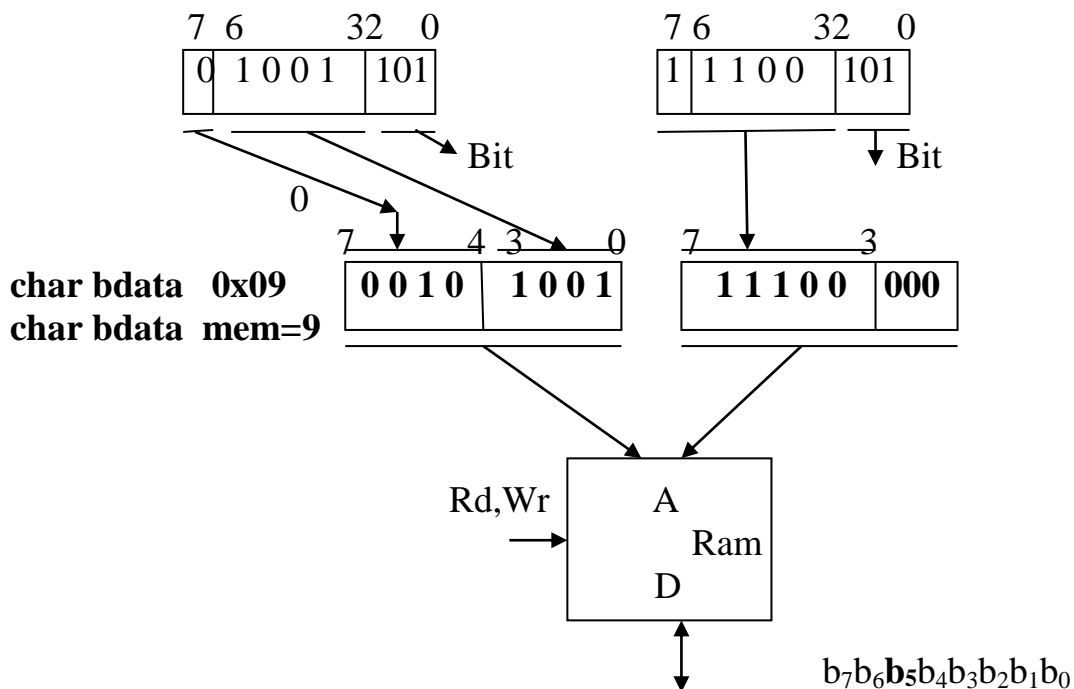 7 6 32 0 7 6 32 0
0 1 0 0 1 101 1 1 1 0 0 101
Bit Bit
0
7 4 3 0 7 3
char bdata 0x09 0 0 1 0 1 0 0 1 1 1 1 0 0 000
char bdata mem=9
A
Rd,Wr
Ram
D
b₇b₆b₅b₄b₃b₂b₁b₀